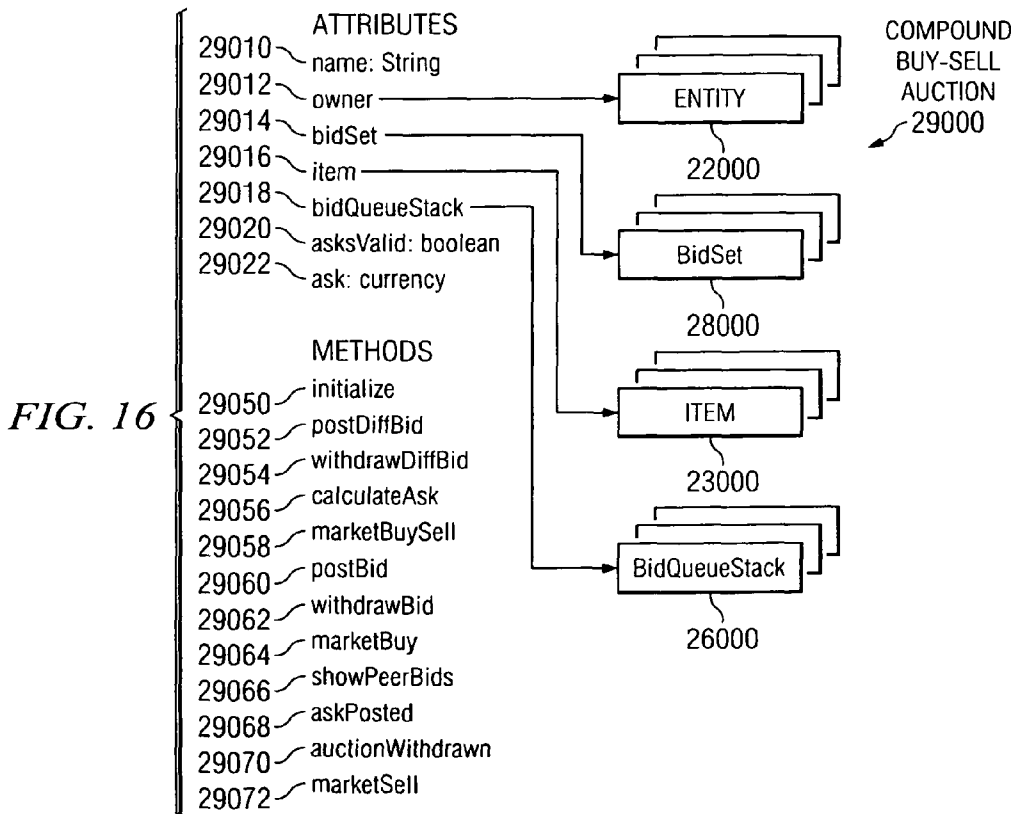 ATTRIBUTES
29010 name: String
29012 owner
29014 bidSet
29016 item
29018 bidQueueStack
29020 asksValid: boolean
29022 ask: currency
METHODS
29050 initialize
29052 postDiffBid
29054 withdrawDiffBid
29056 calculateAsk
29058 marketBuySell
29060 postBid
29062 withdrawBid
29064 marketBuy
29066 showPeerBids
29068 askPosted
29070 auctionWithdrawn
29072 marketSell
FIG. 16
ENTITY
22000
BidSet
28000
ITEM
23000
BidQueueStack
26000
COMPOUND
BUY-SELL
AUCTION
29000